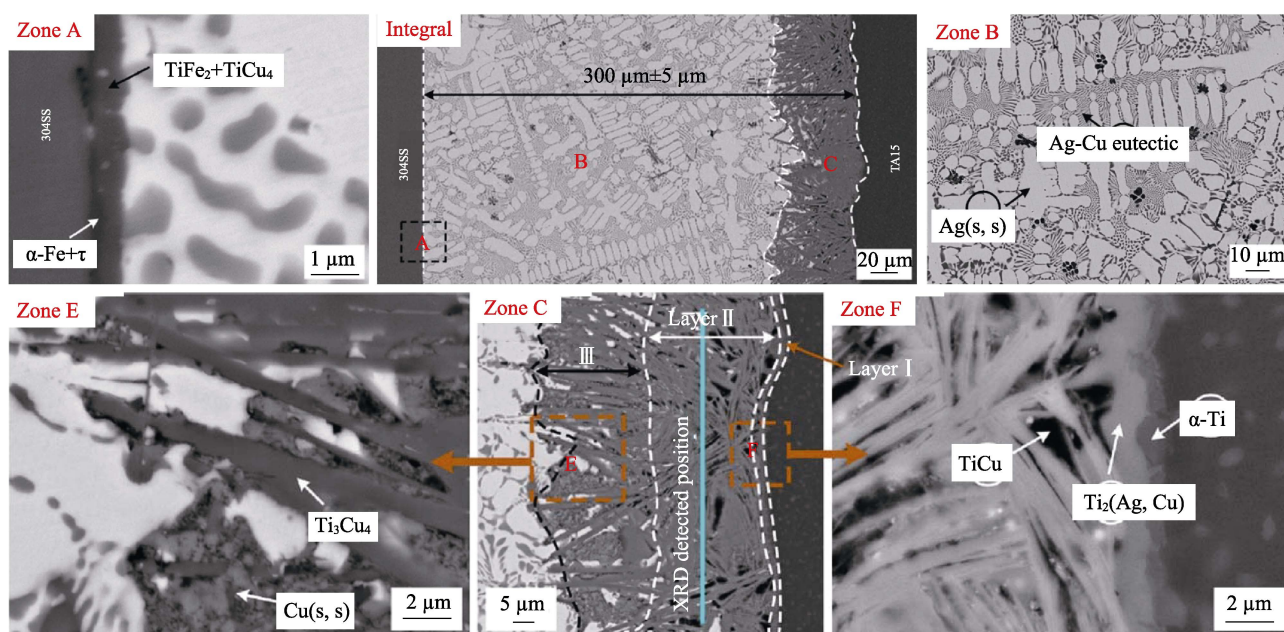 Zone A
TiFe₂+TiCu₄
304SS
α-Fe+τ
1 μm
Integral
300 μm±5 μm
B
C
A
304SS
TA15
20 μm
Zone B
Ag-Cu eutectic
Ag(s, s)
10 μm
Zone E
Ti₃Cu₄
Cu(s, s)
2 μm
Zone C
Layer Ⅱ
Ⅲ
Layer Ⅰ
E
F
XRD detected position
5 μm
Zone F
α-Ti
TiCu
Ti₂(Ag, Cu)
2 μm